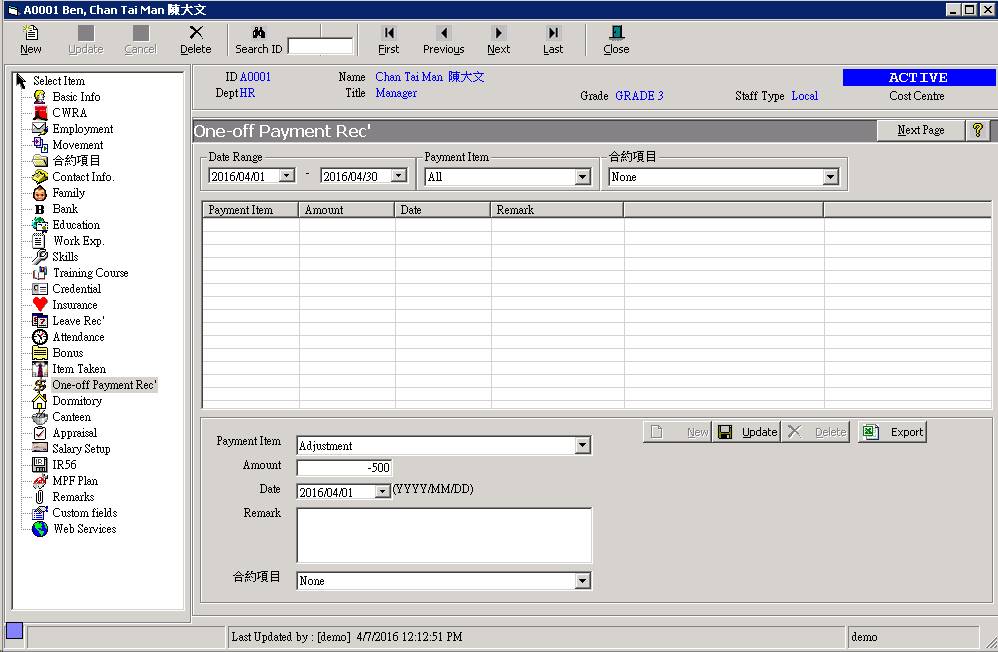 A0001 Ben, Chan Tai Man 陳大文
New Update Cancel Delete Search ID First Previous Next Last Close
Select Item
Basic Info
CWRA
Employment
Movement
合約項目
Contact Info.
Family
Bank
Education
Work Exp.
Skills
Training Course
Credential
Insurance
Leave Rec'
Attendance
Bonus
Item Taken
One-off Payment Rec'
Dormitory
Canteen
Appraisal
Salary Setup
IR56
MPF Plan
Remarks
Custom fields
Web Services
ID A0001 Name Chan Tai Man 陳大文 ACTIVE
Dept HR Title Manager Grade GRADE 3 Staff Type Local Cost Centre
One-off Payment Rec' Next Page ?
Date Range Payment Item 合約項目
2016/04/01 - 2016/04/30 All None
Payment Item Amount Date Remark
New Update Delete Export
Payment Item Adjustment
Amount -500
Date 2016/04/01 (YYYY/MM/DD)
Remark
合約項目 None
Last Updated by : [demo] 4/7/2016 12:12:51 PM demo